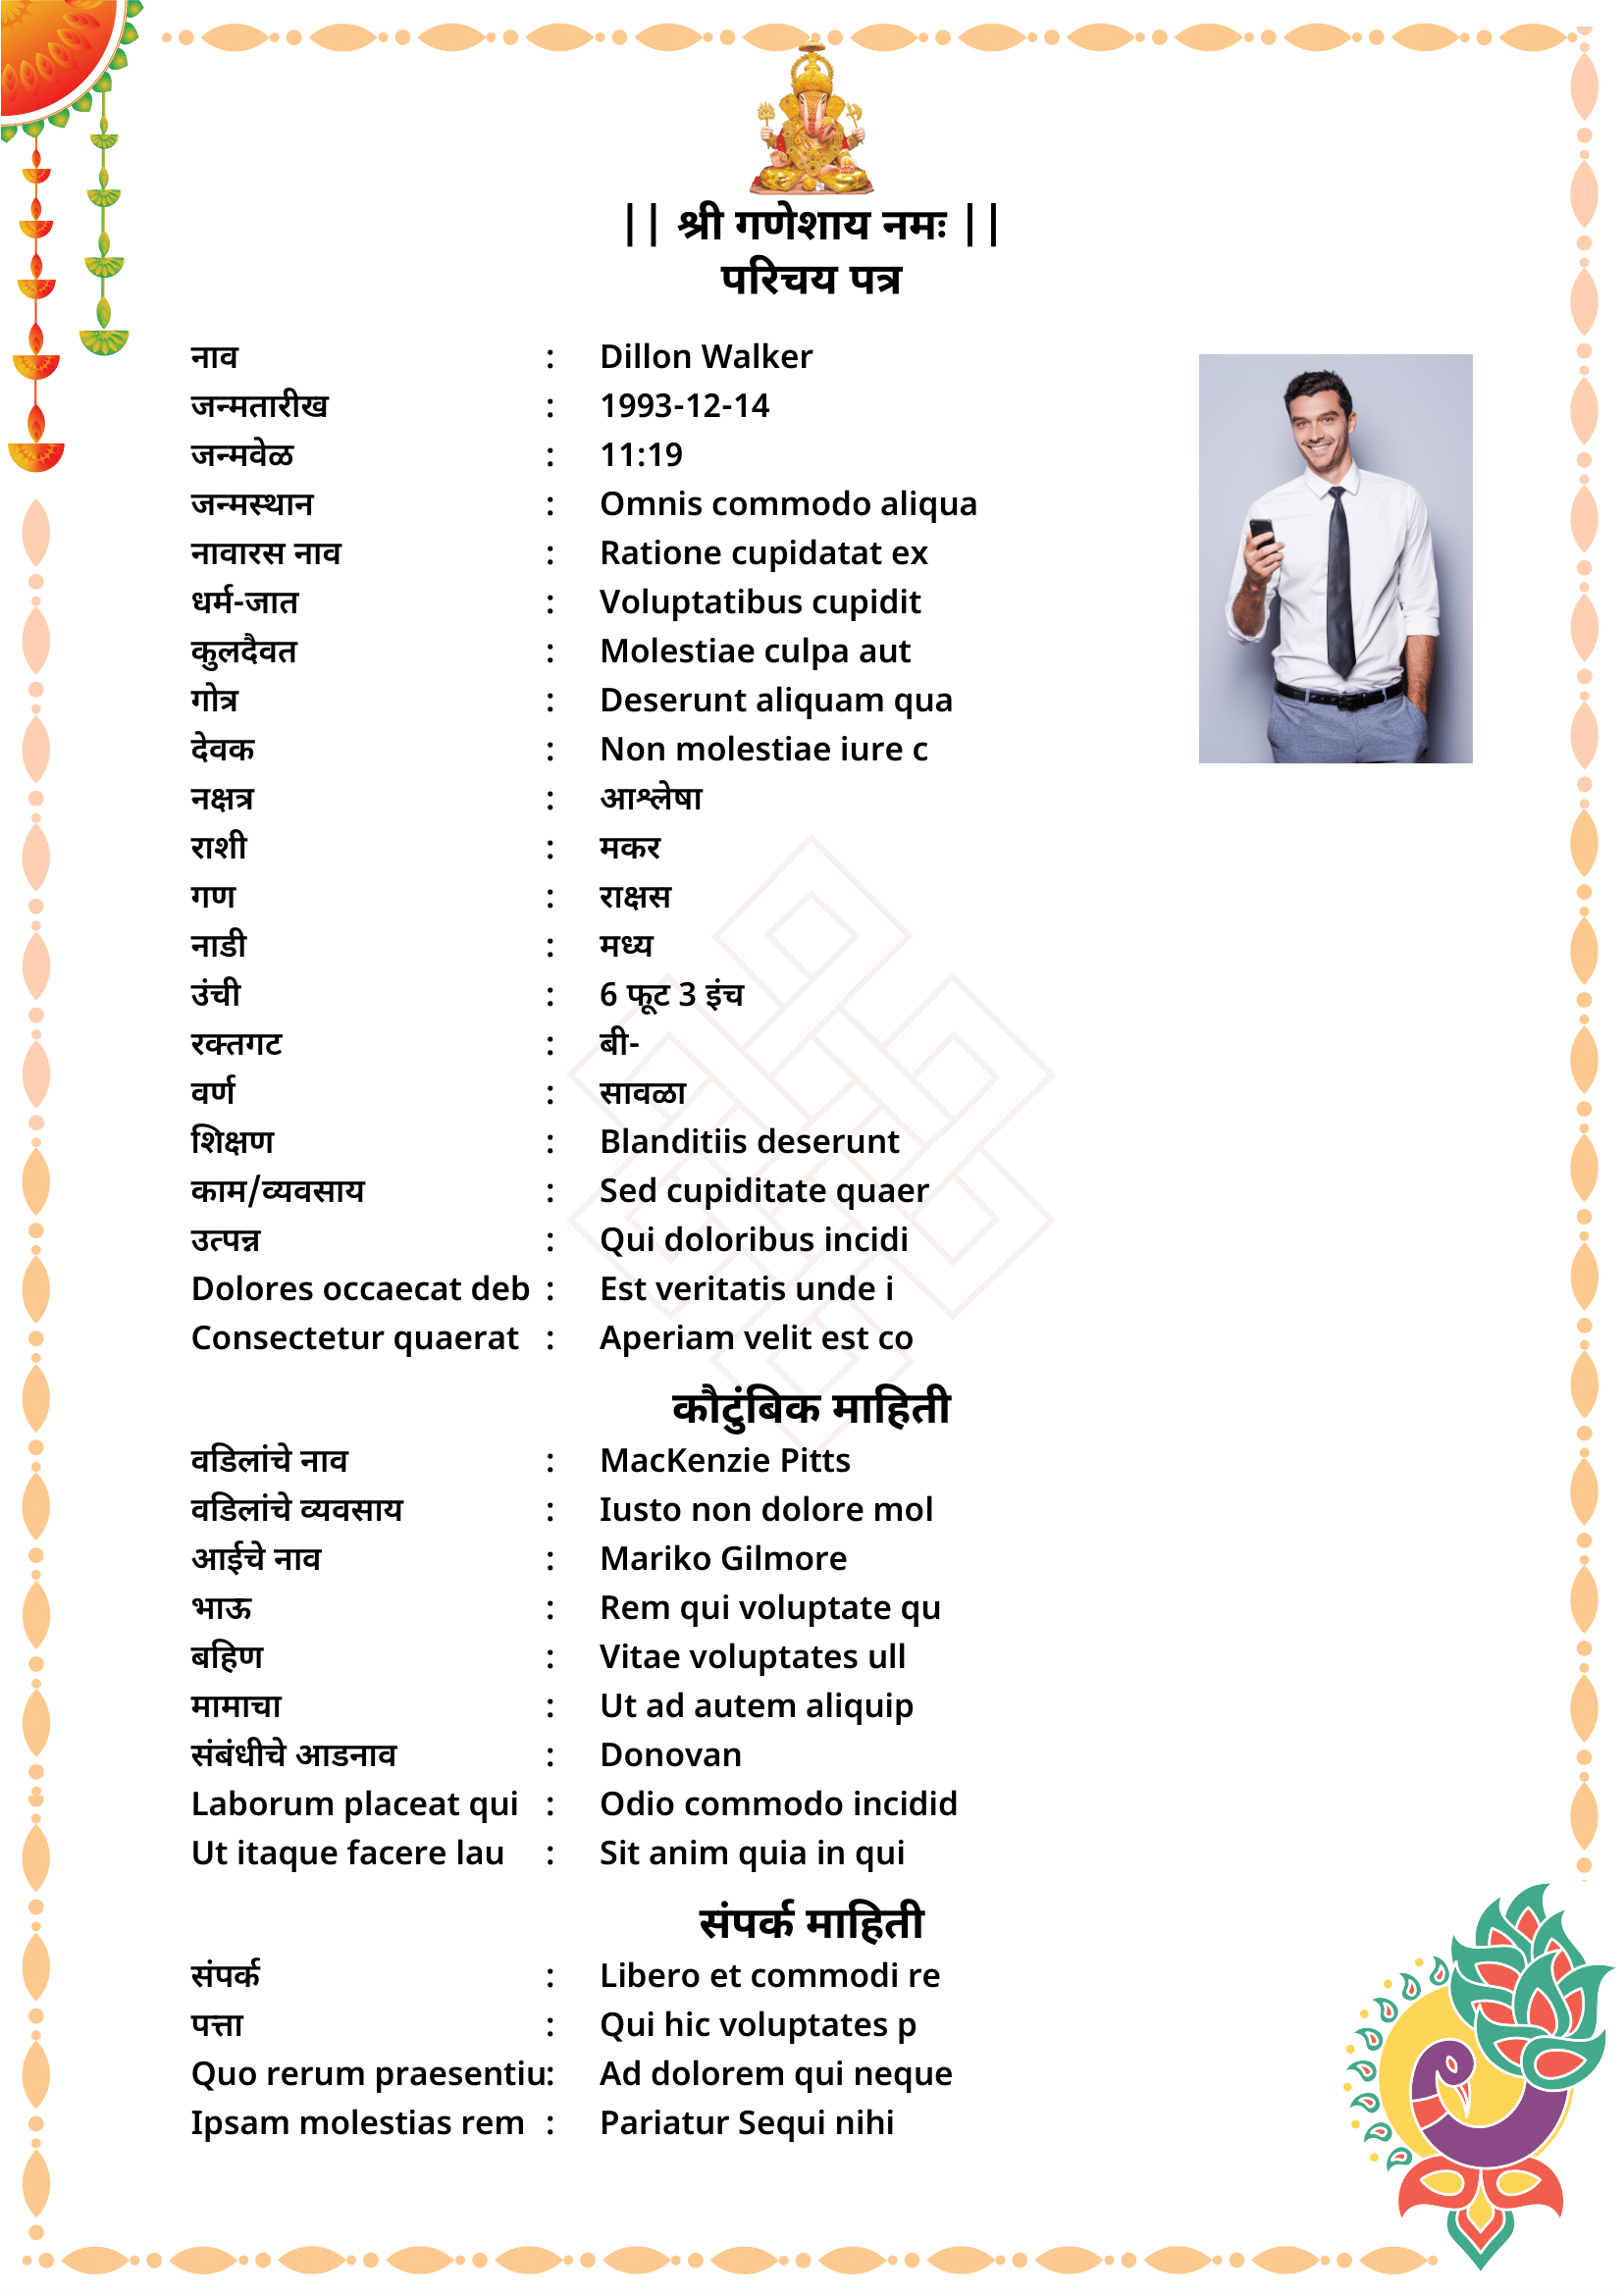 || श्री गणेशाय नमः ||
परिचय पत्र
नाव : Dillon Walker
जन्मतारीख : 1993-12-14
जन्मवेळ : 11:19
जन्मस्थान : Omnis commodo aliqua
नावारस नाव : Ratione cupidatat ex
धर्म-जात : Voluptatibus cupidit
कुलदैवत : Molestiae culpa aut
गोत्र : Deserunt aliquam qua
देवक : Non molestiae iure c
नक्षत्र : आश्लेषा
राशी : मकर
गण : राक्षस
नाडी : मध्य
उंची : 6 फूट 3 इंच
रक्तगट : बी-
वर्ण : सावळा
शिक्षण : Blanditiis deserunt
काम/व्यवसाय : Sed cupiditate quaer
उत्पन्न : Qui doloribus incidi
Dolores occaecat deb : Est veritatis unde i
Consectetur quaerat : Aperiam velit est co
कौटुंबिक माहिती
वडिलांचे नाव : MacKenzie Pitts
वडिलांचे व्यवसाय : Iusto non dolore mol
आईचे नाव : Mariko Gilmore
भाऊ : Rem qui voluptate qu
बहिण : Vitae voluptates ull
मामाचा : Ut ad autem aliquip
संबंधीचे आडनाव : Donovan
Laborum placeat qui : Odio commodo incidid
Ut itaque facere lau : Sit anim quia in qui
संपर्क माहिती
संपर्क : Libero et commodi re
पत्ता : Qui hic voluptates p
Quo rerum praesentiu: Ad dolorem qui neque
Ipsam molestias rem : Pariatur Sequi nihi